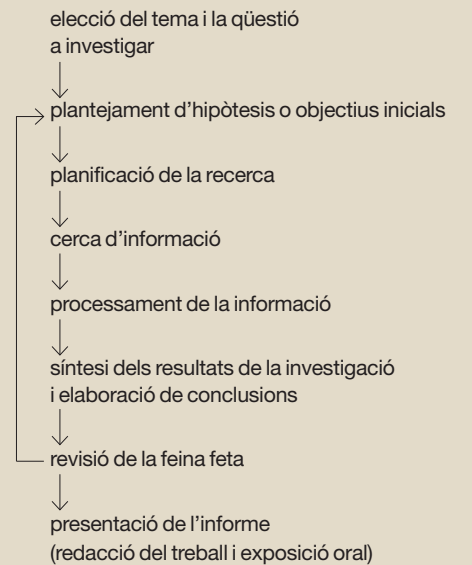 elecció del tema i la qüestió
a investigar
plantejament d’hipòtesis o objectius inicials
planificació de la recerca
cerca d’informació
processament de la informació
síntesi dels resultats de la investigació
i elaboració de conclusions
revisió de la feina feta
presentació de l’informe
(redacció del treball i exposició oral)